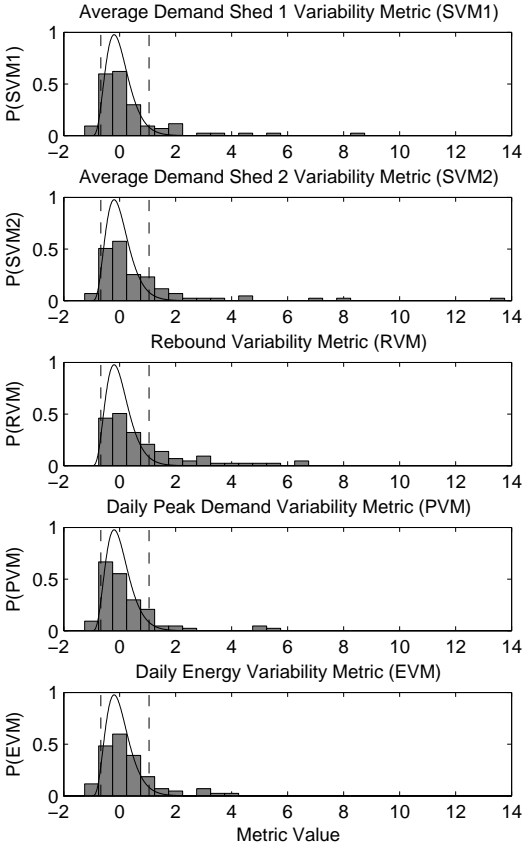 Average Demand Shed 1 Variability Metric (SVM1)
P(SVM1)
1
0.5
0
−2 0 2 4 6 8 10 12 14
Average Demand Shed 2 Variability Metric (SVM2)
P(SVM2)
1
0.5
0
−2 0 2 4 6 8 10 12 14
Rebound Variability Metric (RVM)
P(RVM)
1
0.5
0
−2 0 2 4 6 8 10 12 14
Daily Peak Demand Variability Metric (PVM)
P(PVM)
1
0.5
0
−2 0 2 4 6 8 10 12 14
Daily Energy Variability Metric (EVM)
P(EVM)
1
0.5
0
−2 0 2 4 6 8 10 12 14
Metric Value